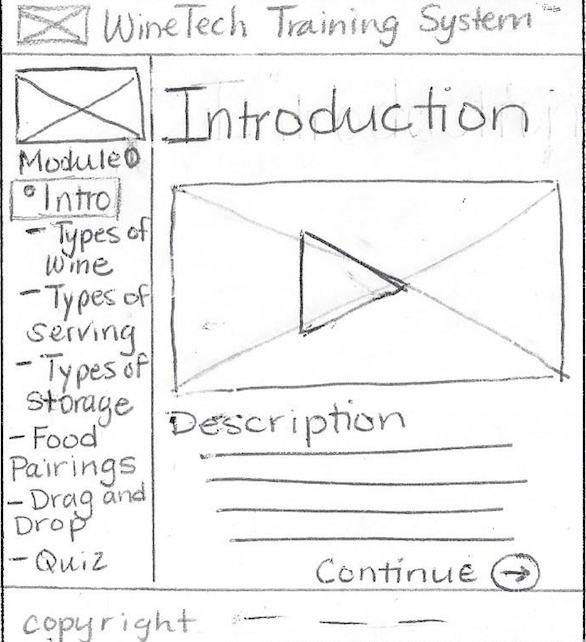 WineTech Training System
Introduction
Module 0
Intro
- Types of
Wine
- Types of
Serving
- Types of
Storage
- Food
Pairings
- Drag and
Drop
- Quiz
Description
Continue →
copyright